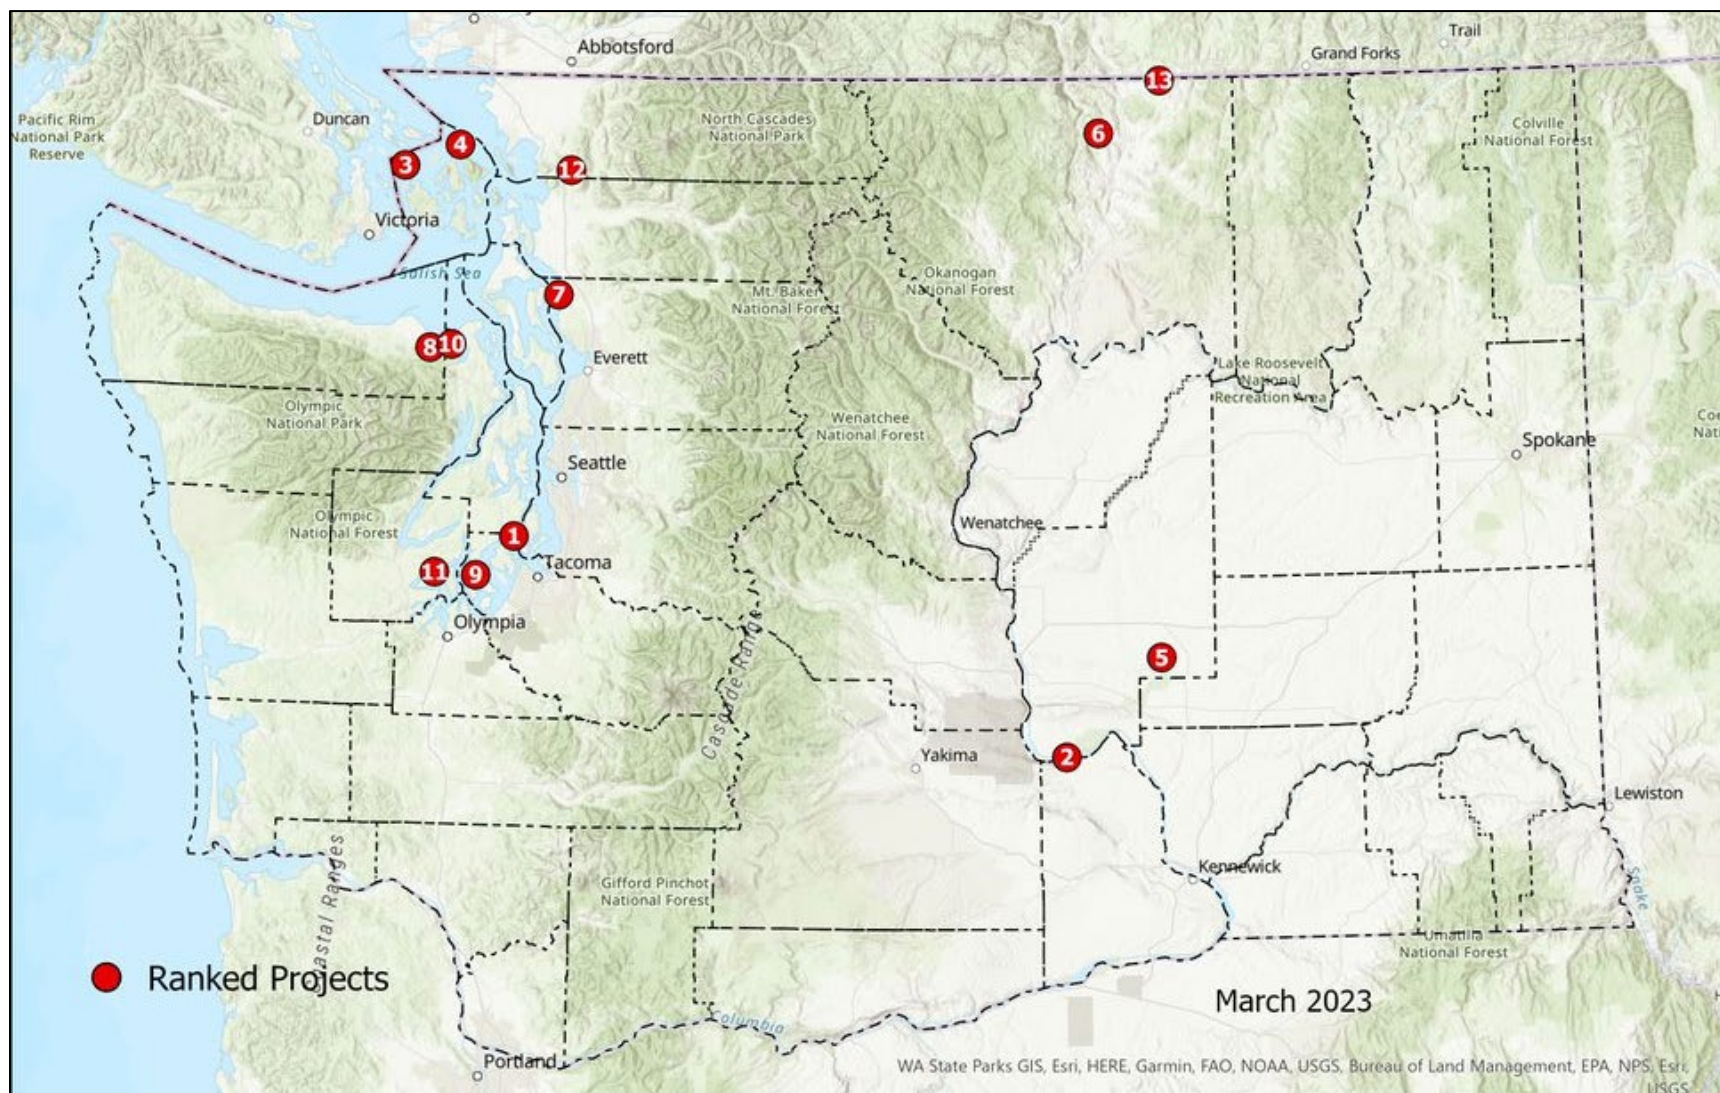 Trail
Abbotsford
Grand Forks
13
Pacific Rim
National Park
Reserve
Duncan
North Cascades
National Park
6
Colville
National Forest
4
3
12
Victoria
Salish Sea
Okanogan
National Forest
Mt. Baker
National Forest
7
8
10
Everett
Lake Roosevelt
National
Recreation Area
Olympic
National Park
Wenatchee
National Forest
Spokane
Seattle
Olympic
National Forest
Wenatchee
1
Tacoma
11
9
Olympia
5
Cascade Range
Yakima
2
Lewiston
Kennewick
Snake
Coastal Ranges
Gifford Pinchot
National Forest
Umatilla
National Forest
Ranked Projects
March 2023
Columbia
Portland
WA State Parks GIS, Esri, HERE, Garmin, FAO, NOAA, USGS, Bureau of Land Management, EPA, NPS, Esri,
USGS